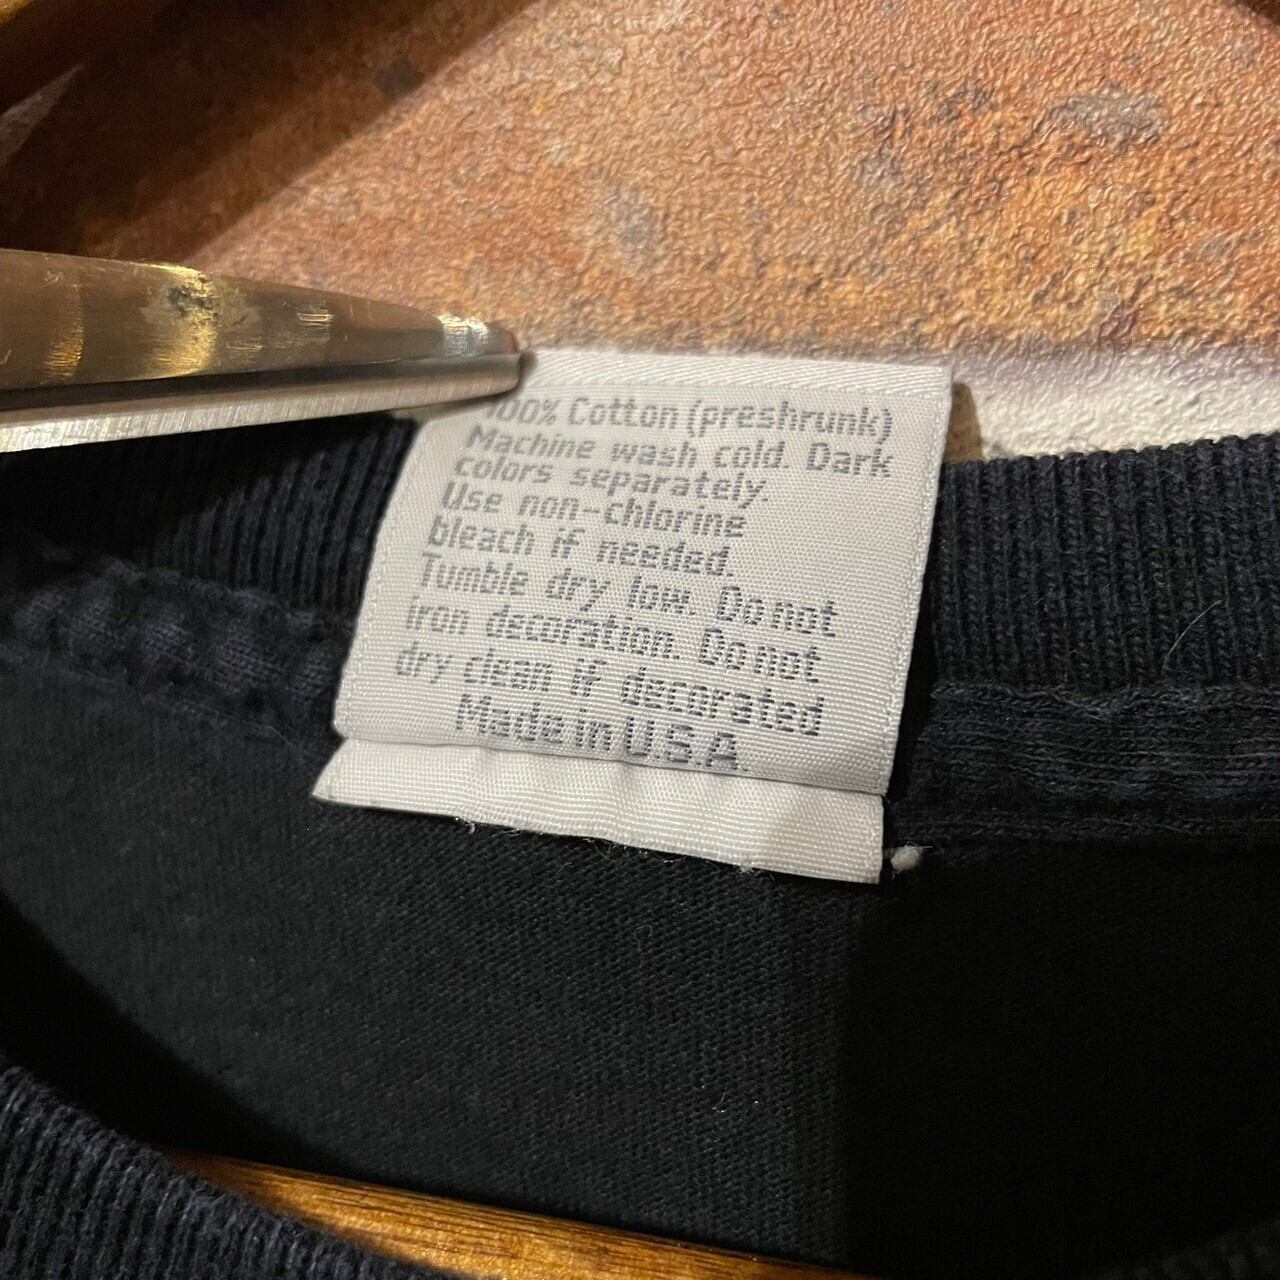 100% Cotton (preshrunk)
Machine wash cold. Dark
colors separately.
Use non-chlorine
bleach if needed.
Tumble dry low. Do not
iron decoration. Do not
dry clean if decorated
Made in U.S.A.